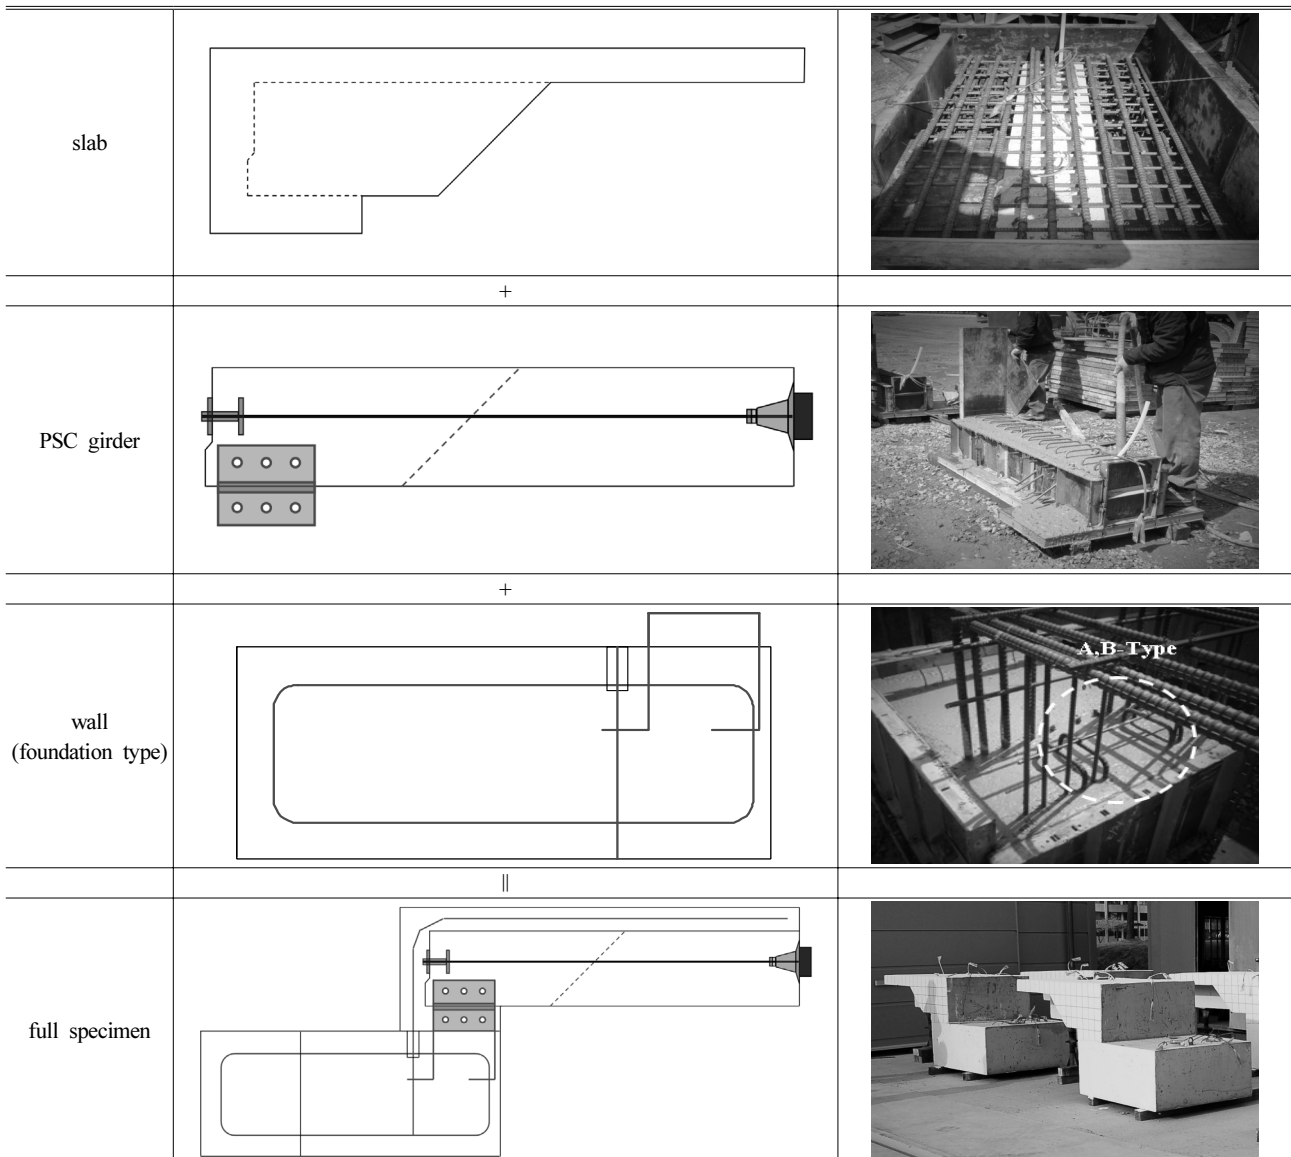 slab
+
PSC girder
+
wall
(foundation type)
A,B-Type
||
full specimen